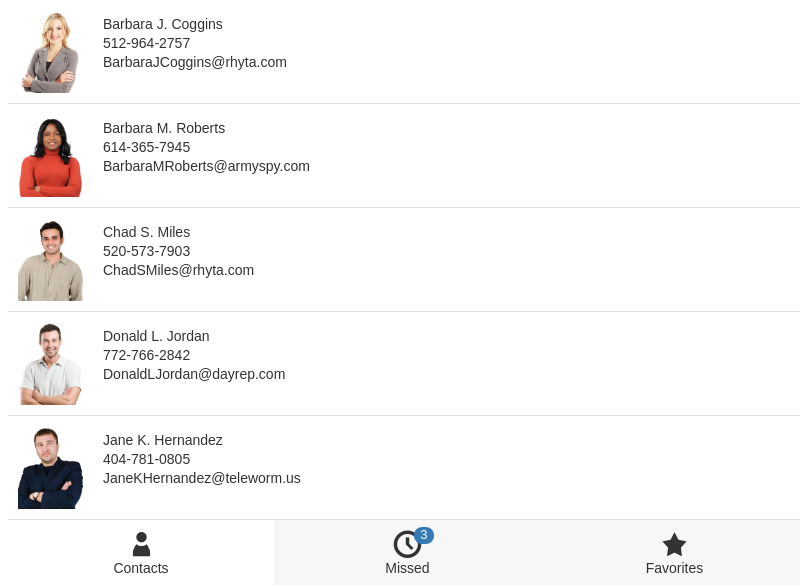 Barbara J. Coggins
512-964-2757
BarbaraJCoggins@rhyta.com
Barbara M. Roberts
614-365-7945
BarbaraMRoberts@armyspy.com
Chad S. Miles
520-573-7903
ChadSMiles@rhyta.com
Donald L. Jordan
772-766-2842
DonaldLJordan@dayrep.com
Jane K. Hernandez
404-781-0805
JaneKHernandez@teleworm.us
3
Contacts Missed Favorites